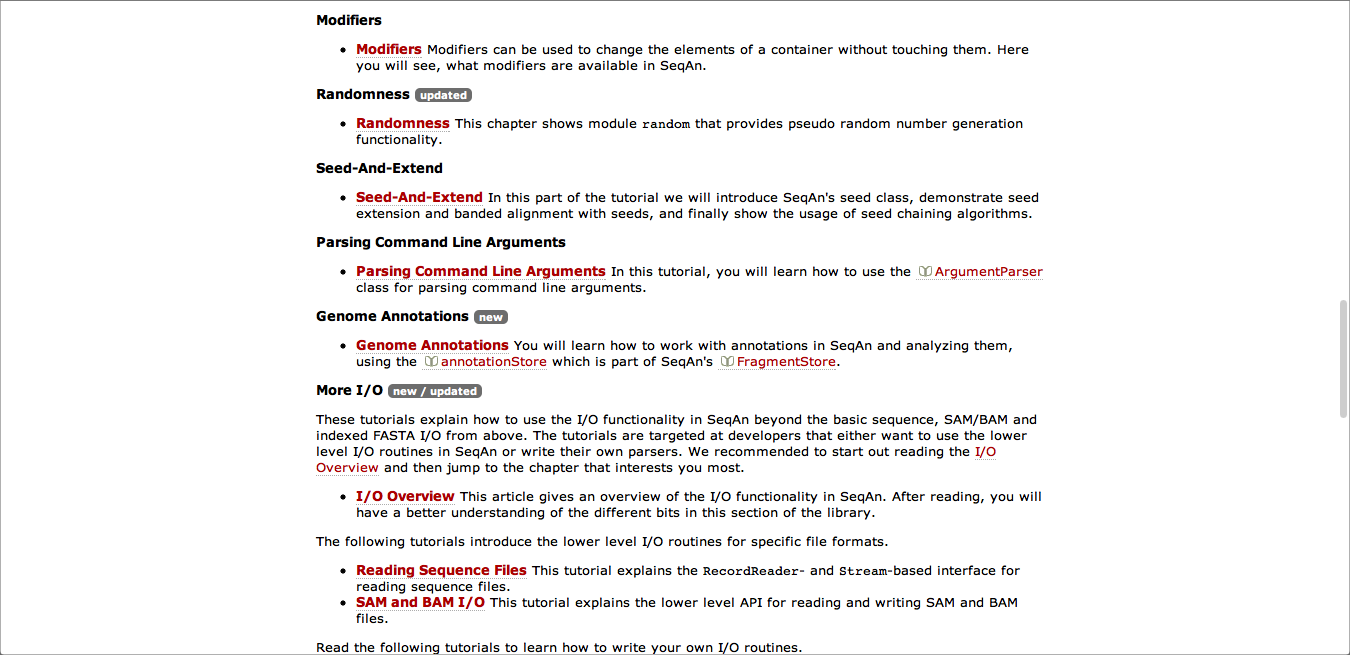 Modifiers
• Modifiers Modifiers can be used to change the elements of a container without touching them. Here
you will see, what modifiers are available in SeqAn.
Randomness updated
• Randomness This chapter shows module random that provides pseudo random number generation
functionality.
Seed-And-Extend
• Seed-And-Extend In this part of the tutorial we will introduce SeqAn's seed class, demonstrate seed
extension and banded alignment with seeds, and finally show the usage of seed chaining algorithms.
Parsing Command Line Arguments
• Parsing Command Line Arguments In this tutorial, you will learn how to use the ArgumentParser
class for parsing command line arguments.
Genome Annotations new
• Genome Annotations You will learn how to work with annotations in SeqAn and analyzing them,
using the annotationStore which is part of SeqAn's FragmentStore.
More I/O new / updated
These tutorials explain how to use the I/O functionality in SeqAn beyond the basic sequence, SAM/BAM and
indexed FASTA I/O from above. The tutorials are targeted at developers that either want to use the lower
level I/O routines in SeqAn or write their own parsers. We recommended to start out reading the I/O
Overview and then jump to the chapter that interests you most.
• I/O Overview This article gives an overview of the I/O functionality in SeqAn. After reading, you will
have a better understanding of the different bits in this section of the library.
The following tutorials introduce the lower level I/O routines for specific file formats.
• Reading Sequence Files This tutorial explains the RecordReader- and Stream-based interface for
reading sequence files.
• SAM and BAM I/O This tutorial explains the lower level API for reading and writing SAM and BAM
files.
Read the following tutorials to learn how to write your own I/O routines.